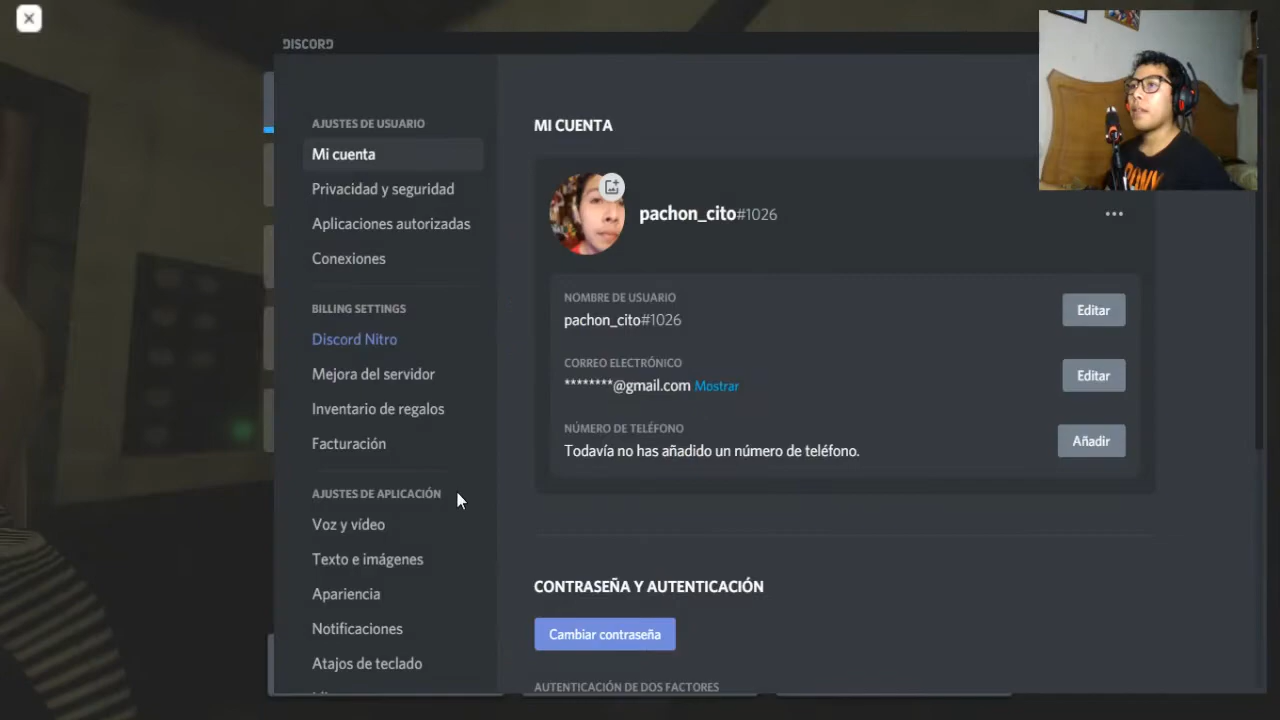 DISCORD
AJUSTES DE USUARIO
Mi cuenta
Privacidad y seguridad
Aplicaciones autorizadas
Conexiones
BILLING SETTINGS
Discord Nitro
Mejora del servidor
Inventario de regalos
Facturación
AJUSTES DE APLICACIÓN
Voz y vídeo
Texto e imágenes
Apariencia
Notificaciones
Atajos de teclado
MI CUENTA
pachon_cito#1026
NOMBRE DE USUARIO
pachon_cito#1026
Editar
CORREO ELECTRÓNICO
********@gmail.com Mostrar
Editar
NÚMERO DE TELÉFONO
Todavía no has añadido un número de teléfono.
Añadir
CONTRASEÑA Y AUTENTICACIÓN
Cambiar contraseña
AUTENTICACIÓN DE DOS FACTORES